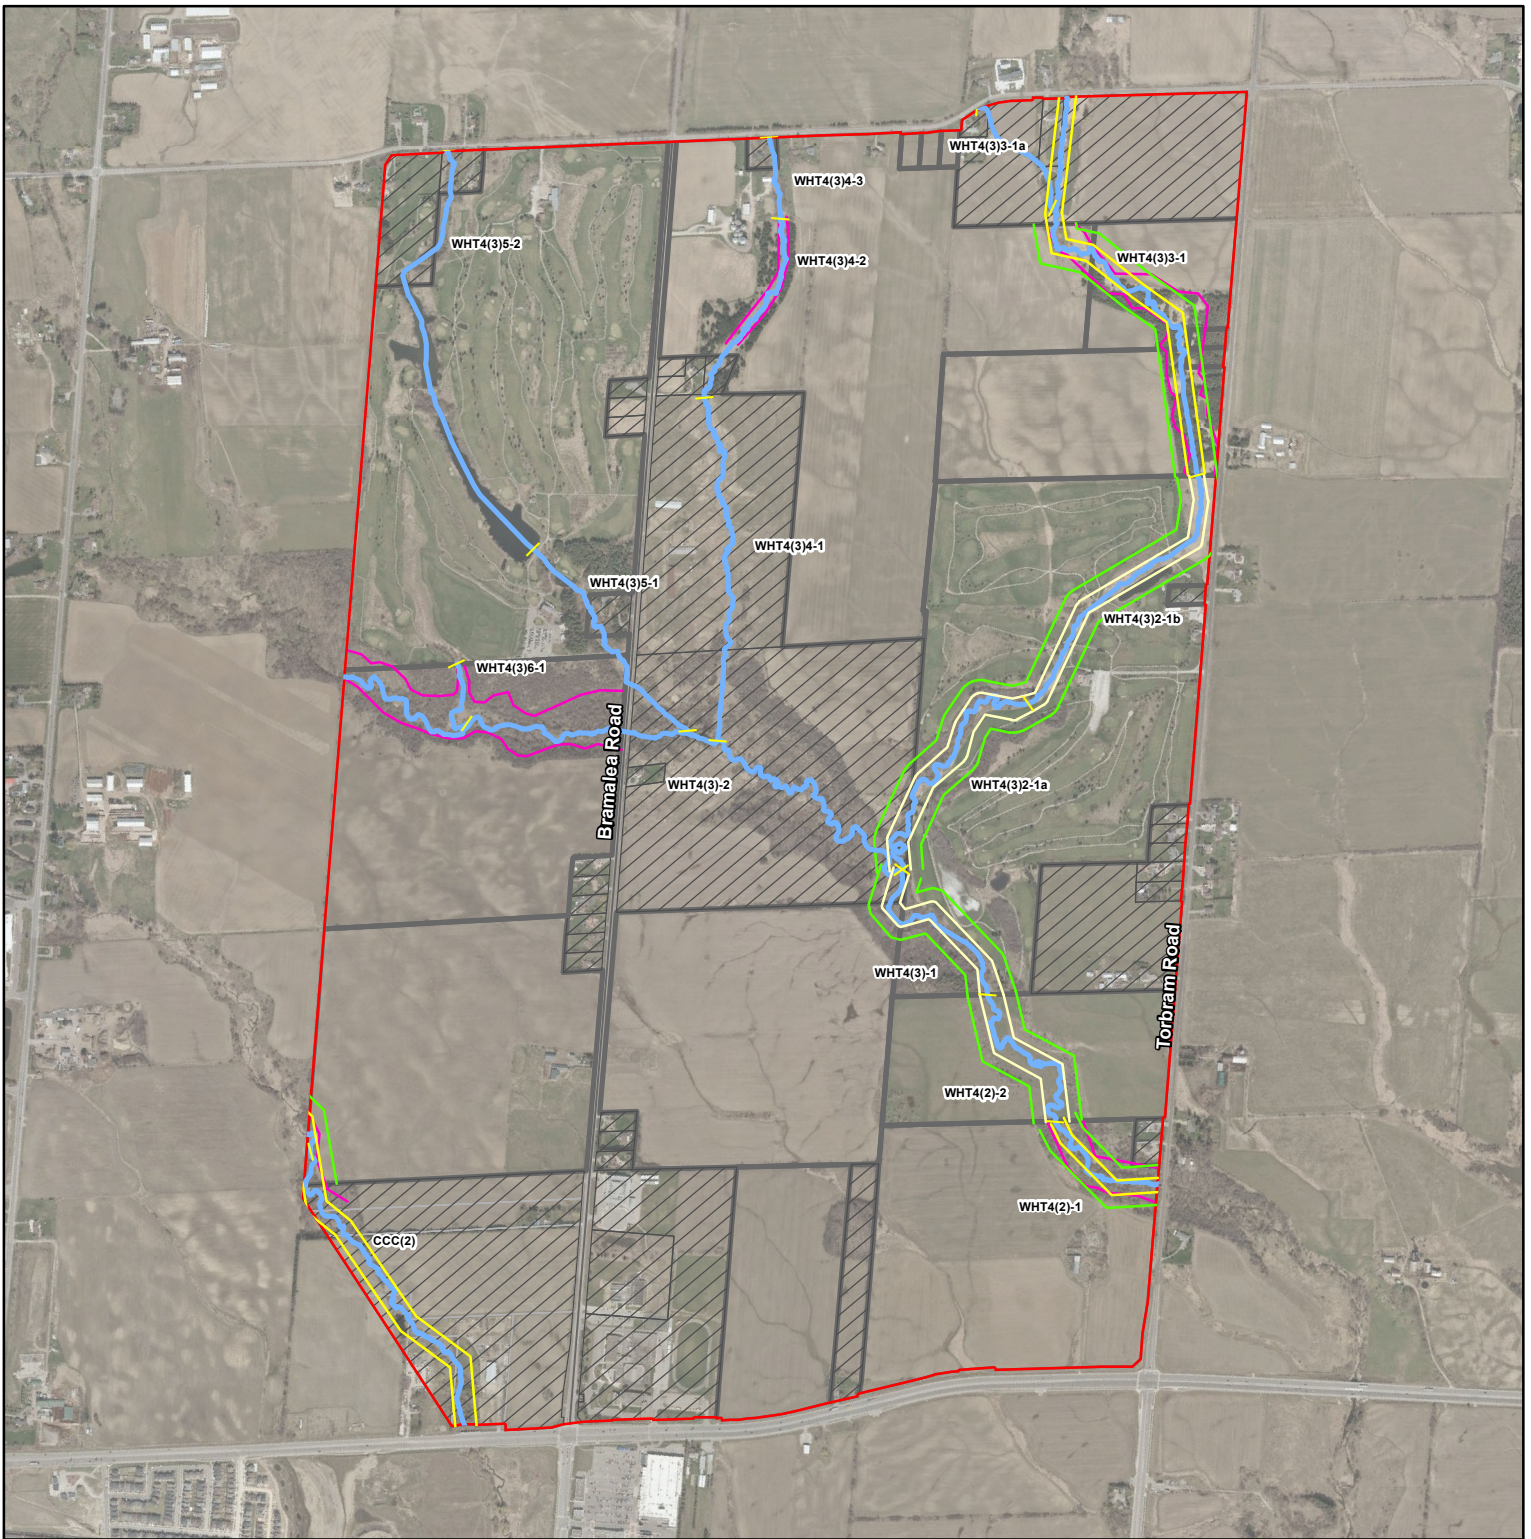 WHT4(3)3-1a
WHT4(3)4-3
WHT4(3)5-2
WHT4(3)4-2
WHT4(3)3-1
WHT4(3)4-1
WHT4(3)5-1
WHT4(3)2-1b
WHT4(3)6-1
Bramalea Road
WHT4(3)-2
WHT4(3)2-1a
WHT4(3)-1
Torbram Road
WHT4(2)-2
WHT4(2)-1
CCC(2)